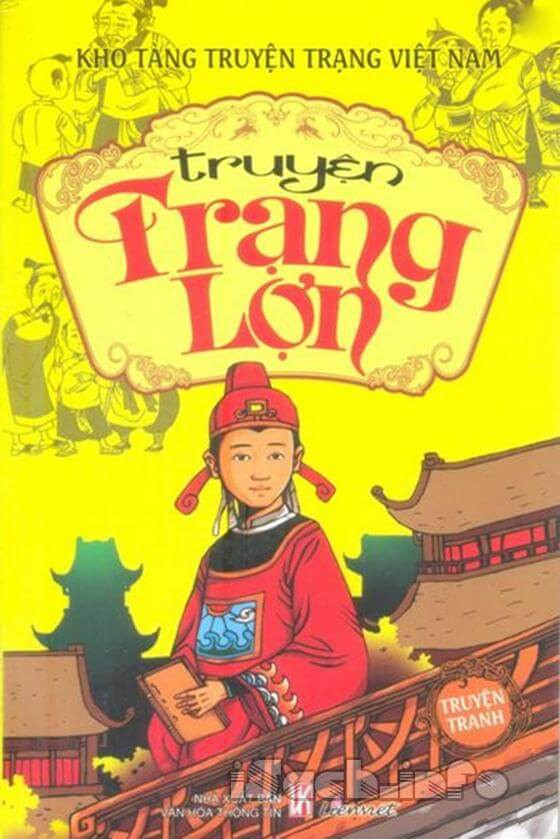 KHO TÀNG TRUYỆN TRẠNG VIỆT NAM
truyện
Trạng
Lợn
TRUYỆN
TRANH
NHÀ XUẤT BẢN
VĂN HÓA THÔNG TIN